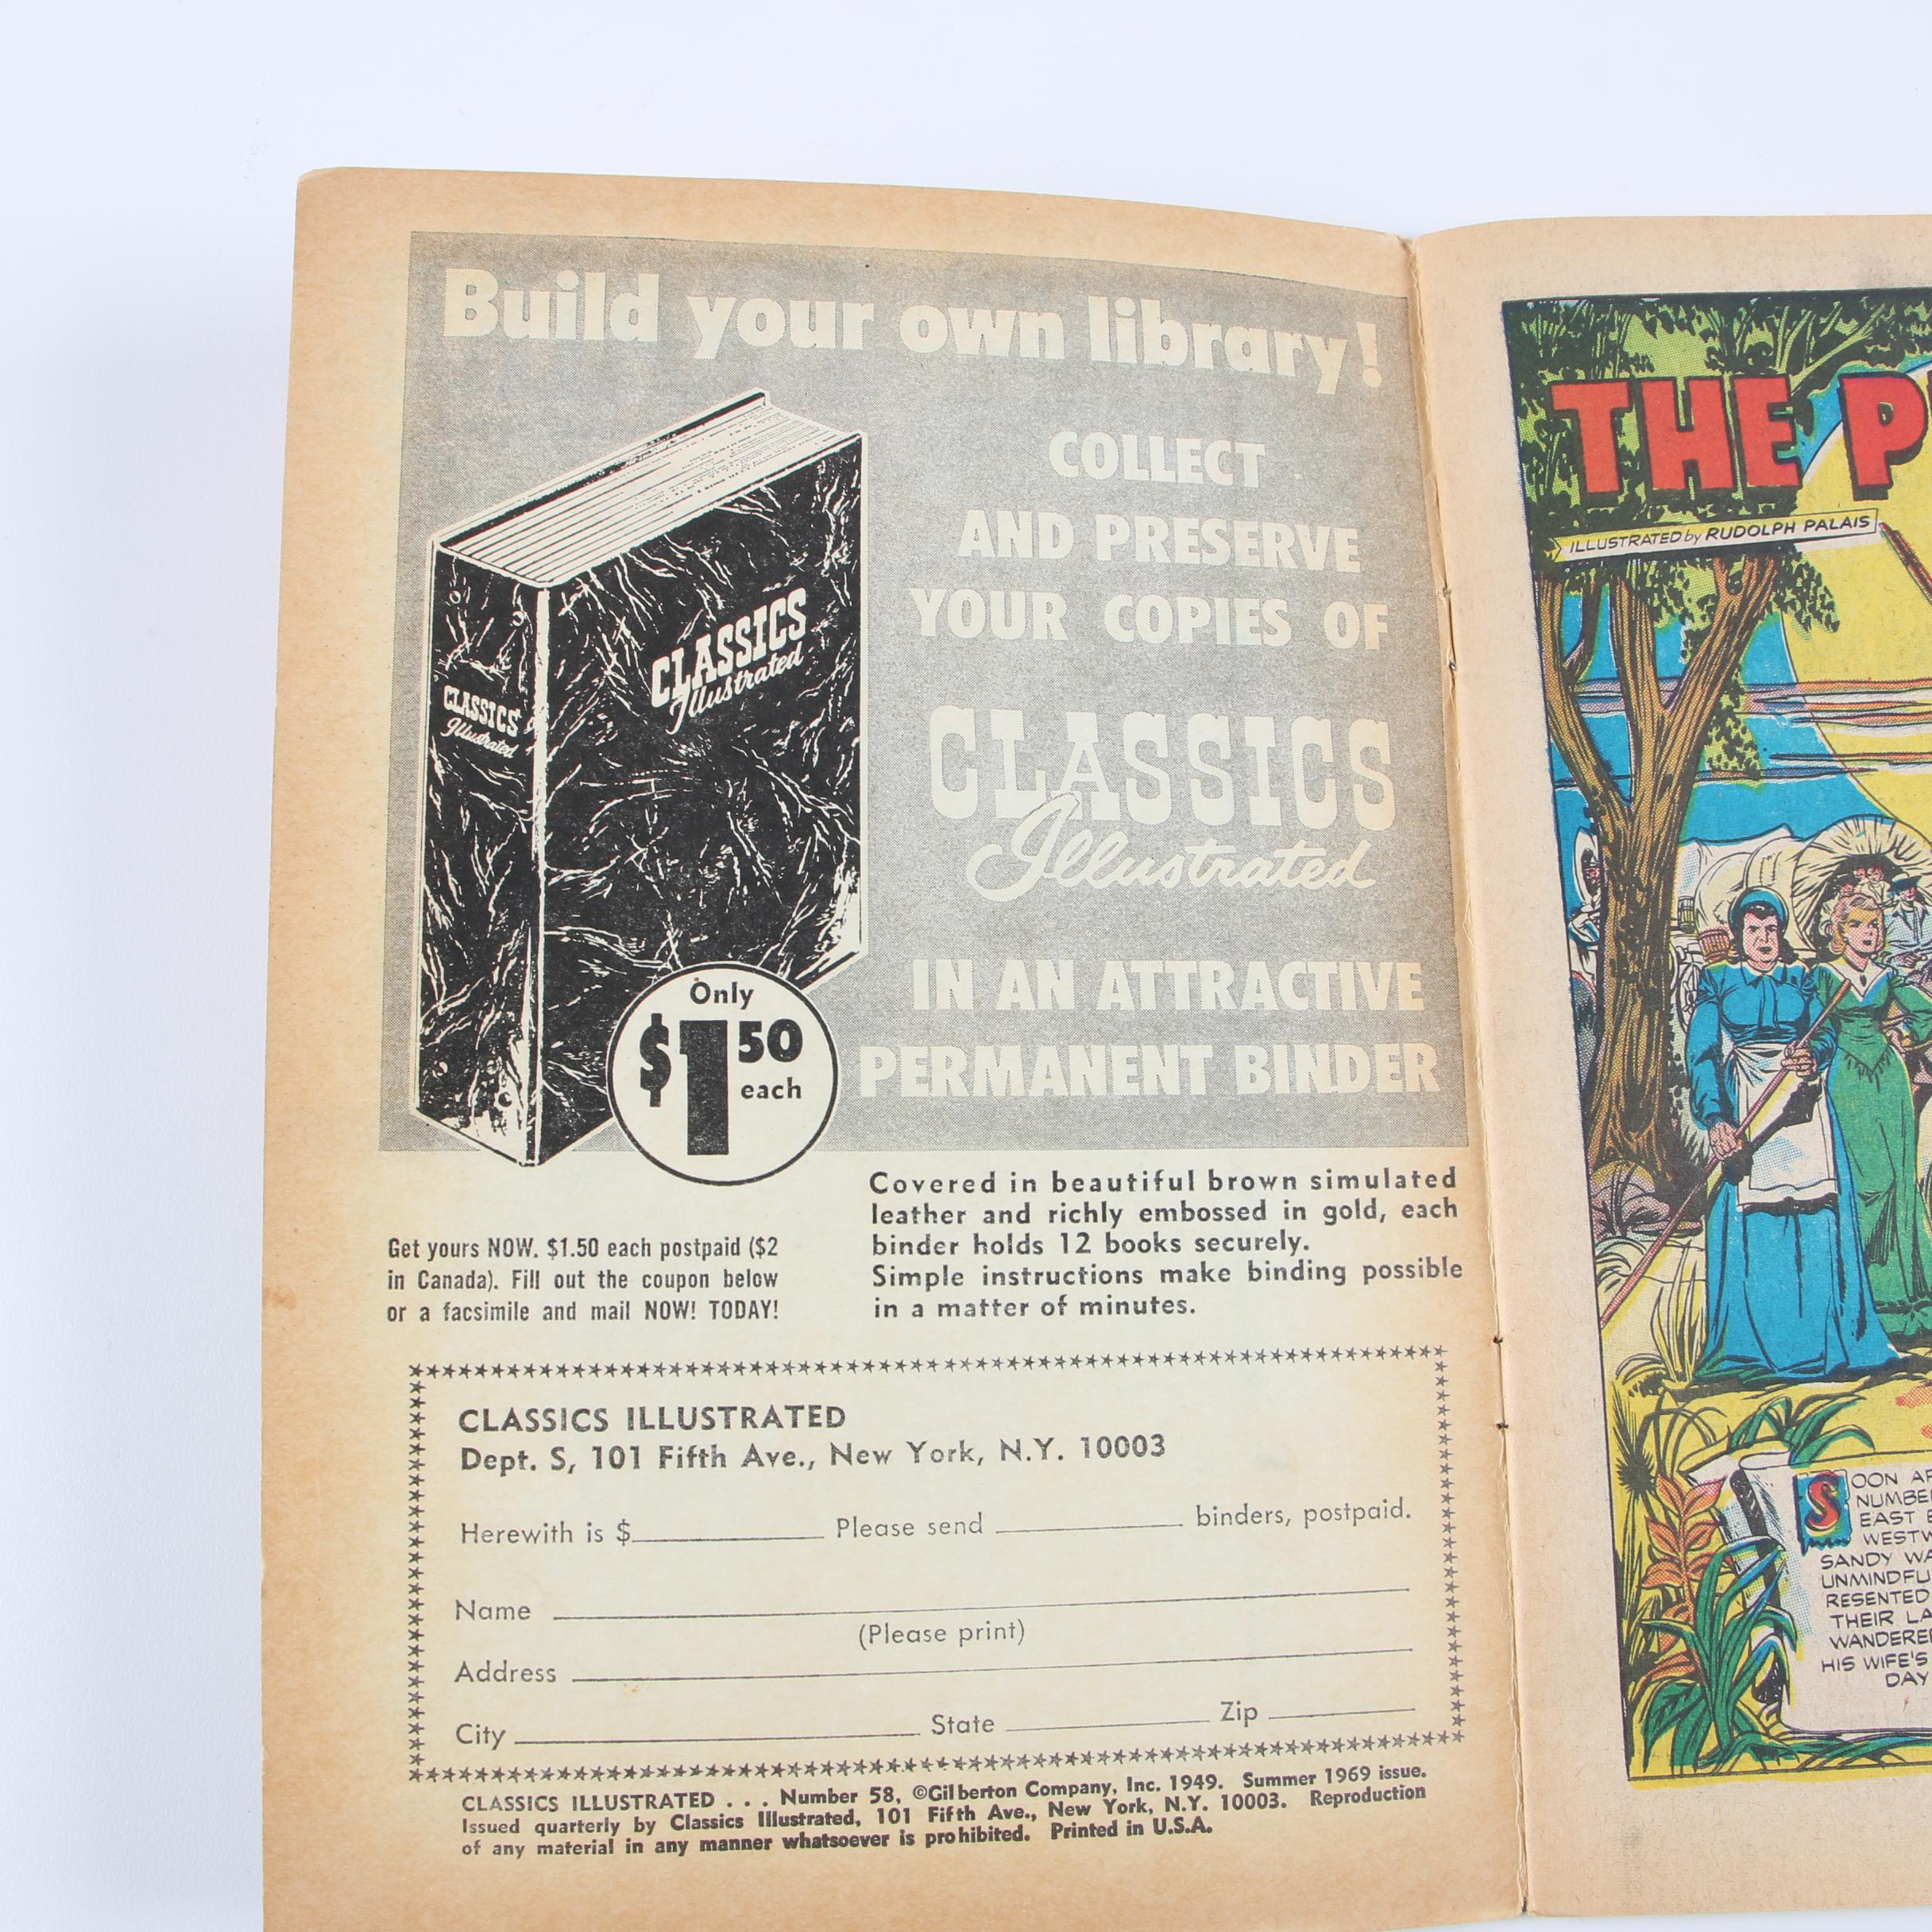 Build your own library!
COLLECT
AND PRESERVE
YOUR COPIES OF
CLASSICS
Illustrated
IN AN ATTRACTIVE
PERMANENT BINDER
CLASSICS
Illustrated
CLASSICS
Illustrated
Only
$1 50
each
Get yours NOW. $1.50 each postpaid ($2
in Canada). Fill out the coupon below
or a facsimile and mail NOW! TODAY!
Covered in beautiful brown simulated
leather and richly embossed in gold, each
binder holds 12 books securely.
Simple instructions make binding possible
in a matter of minutes.
CLASSICS ILLUSTRATED
Dept. S, 101 Fifth Ave., New York, N.Y. 10003
Herewith is $ Please send binders, postpaid.
Name
(Please print)
Address
City State Zip
CLASSICS ILLUSTRATED . . . Number 58, ©Gilberton Company, Inc. 1949. Summer 1969 issue.
Issued quarterly by Classics Illustrated, 101 Fifth Ave., New York, N.Y. 10003. Reproduction
of any material in any manner whatsoever is prohibited. Printed in U.S.A.
THE
ILLUSTRATED by RUDOLPH PALAIS
SOON
EAST
SANDY
RESENTED
THEIR
HIS WIFE'S
DAY